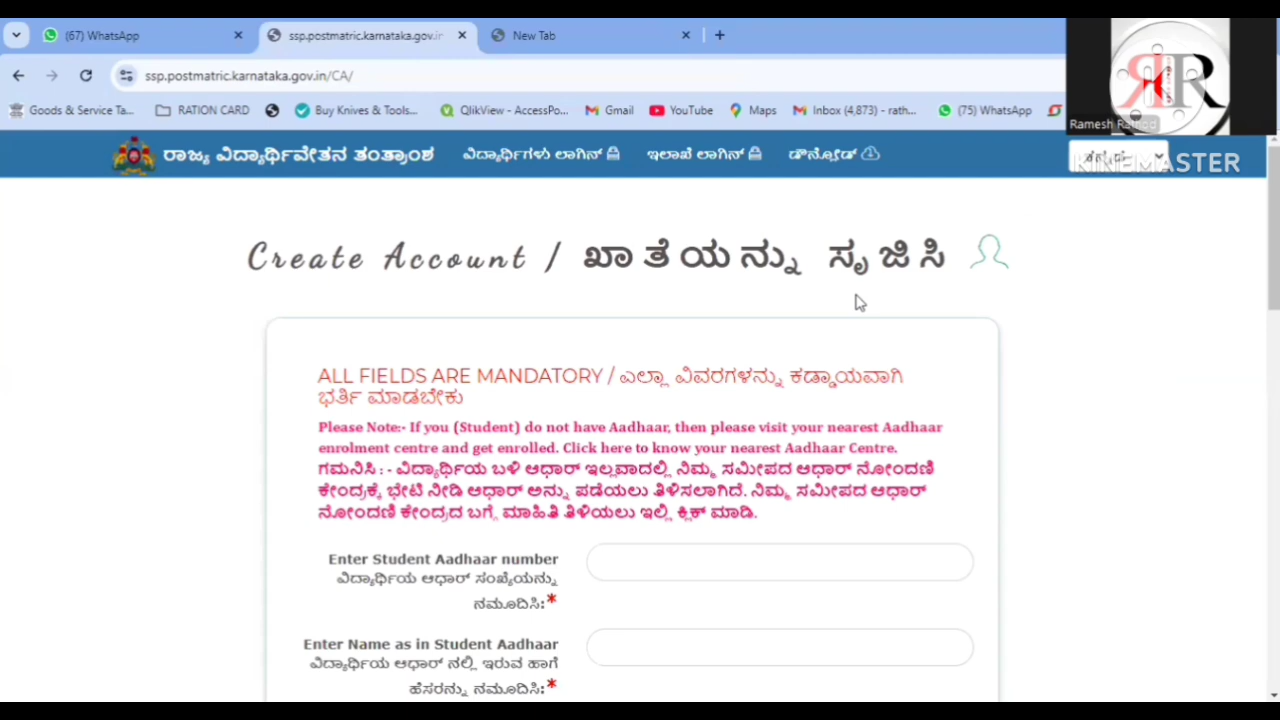 (67) WhatsApp
ssp.postmatric.karnataka.gov.in
New Tab
ssp.postmatric.karnataka.gov.in/CA/
Goods & Service Ta...
RATION CARD
Buy Knives & Tools...
QlikView - AccessPo...
Gmail
YouTube
Maps
Inbox (4,873) - rath...
(75) WhatsApp
RR
Ramesh Rathod
ರಾಜ್ಯ ವಿದ್ಯಾರ್ಥಿವೇತನ ತಂತ್ರಾಂಶ
ವಿದ್ಯಾರ್ಥಿಗಳು ಲಾಗಿನ್
ಇಲಾಖೆ ಲಾಗಿನ್
ಡೌನ್ಲೋಡ್
KINEMASTER
Create Account / ಖಾತೆಯನ್ನು ಸೃಜಿಸಿ
ALL FIELDS ARE MANDATORY / ಎಲ್ಲಾ ವಿವರಗಳನ್ನು ಕಡ್ಡಾಯವಾಗಿ
ಭರ್ತಿ ಮಾಡಬೇಕು
Please Note:- If you (Student) do not have Aadhaar, then please visit your nearest Aadhaar
enrolment centre and get enrolled. Click here to know your nearest Aadhaar Centre.
ಗಮನಿಸಿ : - ವಿದ್ಯಾರ್ಥಿಯ ಬಳಿ ಆಧಾರ್ ಇಲ್ಲವಾದಲ್ಲಿ ನಿಮ್ಮ ಸಮೀಪದ ಆಧಾರ್ ನೋಂದಣಿ
ಕೇಂದ್ರಕ್ಕೆ ಭೇಟಿ ನೀಡಿ ಆಧಾರ್ ಅನ್ನು ಪಡೆಯಲು ತಿಳಿಸಲಾಗಿದೆ. ನಿಮ್ಮ ಸಮೀಪದ ಆಧಾರ್
ನೋಂದಣಿ ಕೇಂದ್ರದ ಬಗ್ಗೆ ಮಾಹಿತಿ ತಿಳಿಯಲು ಇಲ್ಲಿ ಕ್ಲಿಕ್ ಮಾಡಿ.
Enter Student Aadhaar number
ವಿದ್ಯಾರ್ಥಿಯ ಆಧಾರ್ ಸಂಖ್ಯೆಯನ್ನು
ನಮೂದಿಸಿ:*
Enter Name as in Student Aadhaar
ವಿದ್ಯಾರ್ಥಿಯ ಆಧಾರ್ ನಲ್ಲಿ ಇರುವ ಹಾಗೆ
ಹೆಸರನ್ನು ನಮೂದಿಸಿ:*